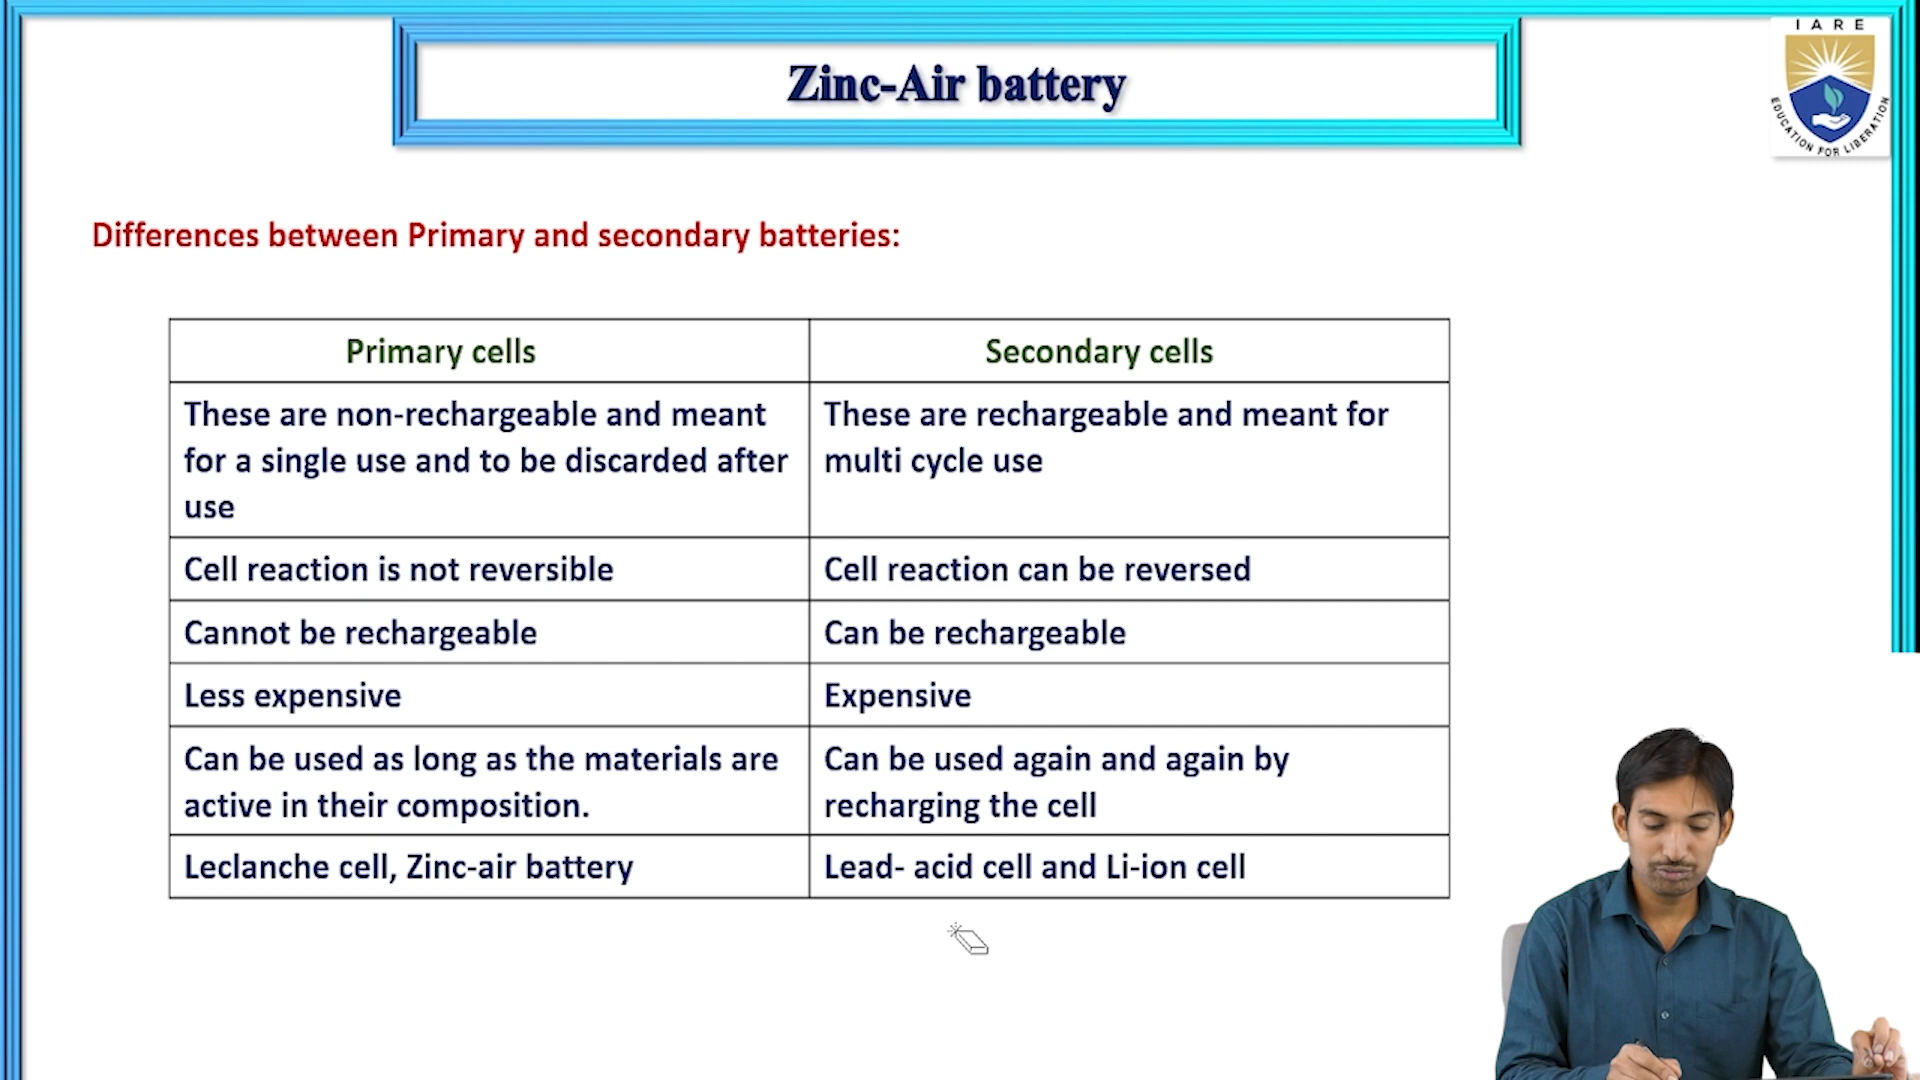 IARE
EDUCATION FOR LIBERATION
Zinc-Air battery
Differences between Primary and secondary batteries:
Primary cells
Secondary cells
These are non-rechargeable and meant
for a single use and to be discarded after
use
These are rechargeable and meant for
multi cycle use
Cell reaction is not reversible
Cell reaction can be reversed
Cannot be rechargeable
Can be rechargeable
Less expensive
Expensive
Can be used as long as the materials are
active in their composition.
Can be used again and again by
recharging the cell
Leclanche cell, Zinc-air battery
Lead- acid cell and Li-ion cell